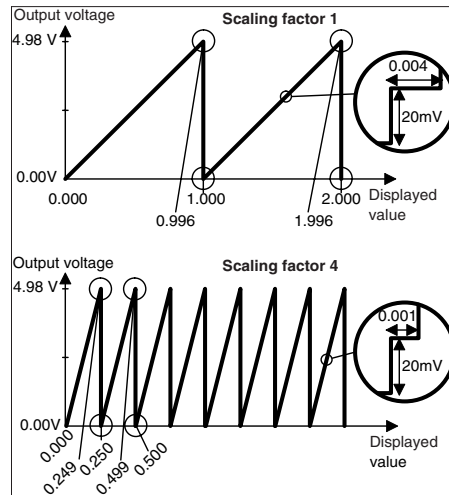 Output voltage
Scaling factor 1
4.98 V
0.004
20mV
0.00V
0.000
1.000
2.000
Displayed
value
0.996
1.996
Output voltage
Scaling factor 4
4.98 V
0.001
20mV
0.00V
0.000
0.249
0.250
0.499
0.500
Displayed
value